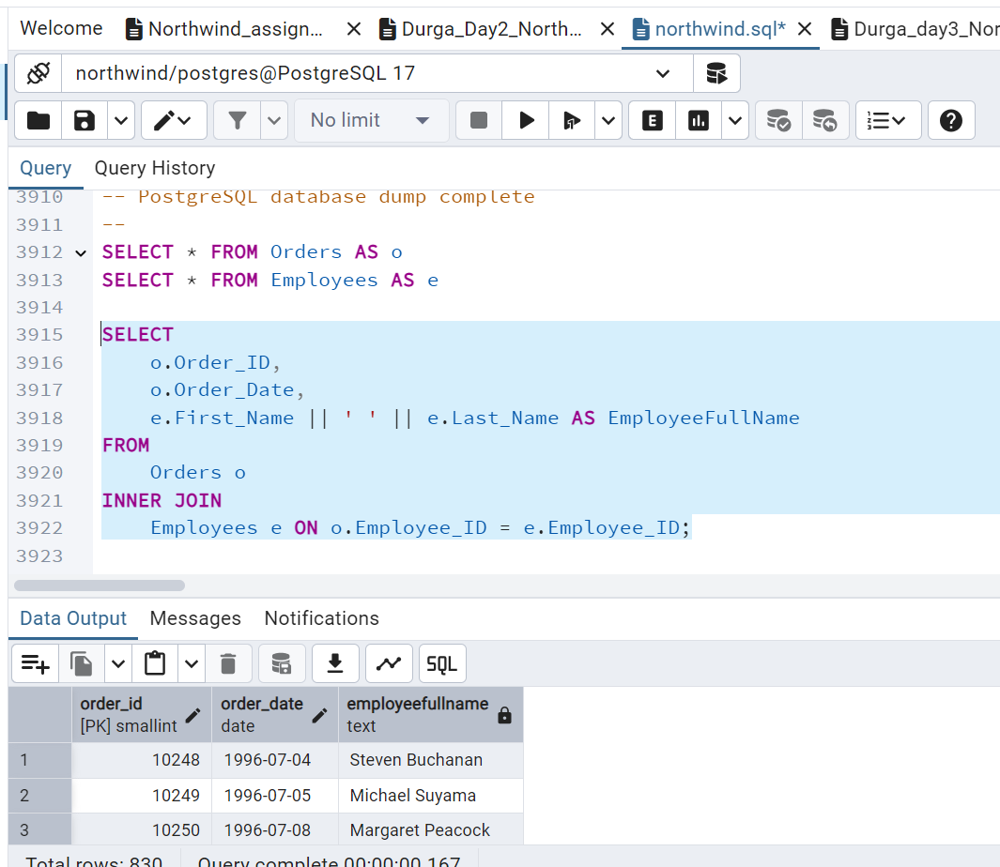 Welcome Northwind_assign... Durga_Day2_North... northwind.sql* Durga_day3_Nor
northwind/postgres@PostgreSQL 17
No limit E
Query Query History
3910 -- PostgreSQL database dump complete
3911 --
3912 SELECT * FROM Orders AS o
3913 SELECT * FROM Employees AS e
3914
3915 SELECT
3916 o.Order_ID,
3917 o.Order_Date,
3918 e.First_Name || ' ' || e.Last_Name AS EmployeeFullName
3919 FROM
3920 Orders o
3921 INNER JOIN
3922 Employees e ON o.Employee_ID = e.Employee_ID;
3923
Data Output Messages Notifications
SQL
order_id order_date employeefullname
[PK] smallint date text
1 10248 1996-07-04 Steven Buchanan
2 10249 1996-07-05 Michael Suyama
3 10250 1996-07-08 Margaret Peacock
Total rows: 830 Query complete 00:00:00.167